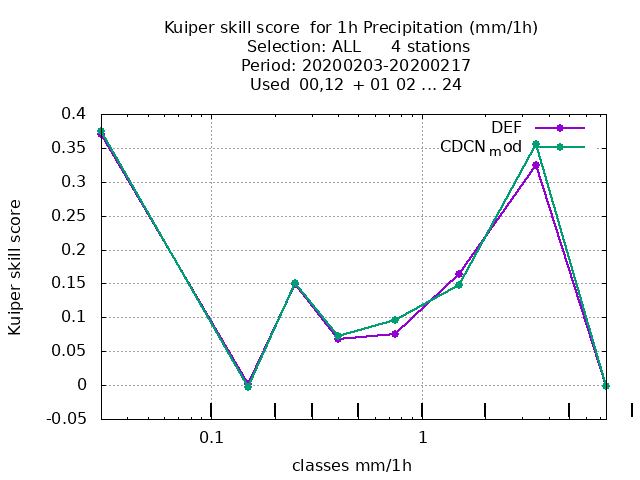 Kuiper skill score  for 1h Precipitation (mm/1h)
Selection: ALL      4 stations
Period: 20200203-20200217
Used  00,12  + 01 02 ... 24
0.4
0.35
0.3
0.25
0.2
0.15
0.1
0.05
0
-0.05
Kuiper skill score
DEF
CDCNmod
0.1
1
classes mm/1h